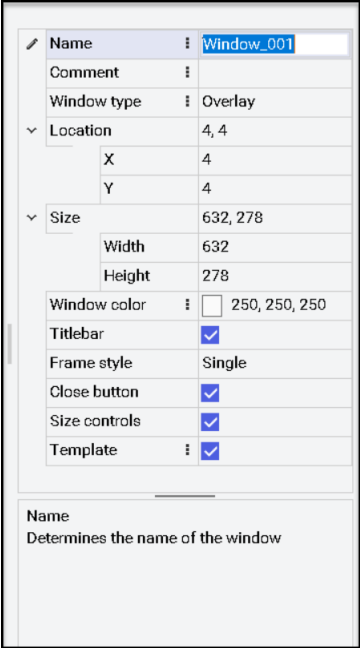 Name Window_001
Comment
Window type Overlay
Location 4, 4
X 4
Y 4
Size 632, 278
Width 632
Height 278
Window color 250, 250, 250
Titlebar
Frame style Single
Close button
Size controls
Template
Name
Determines the name of the window